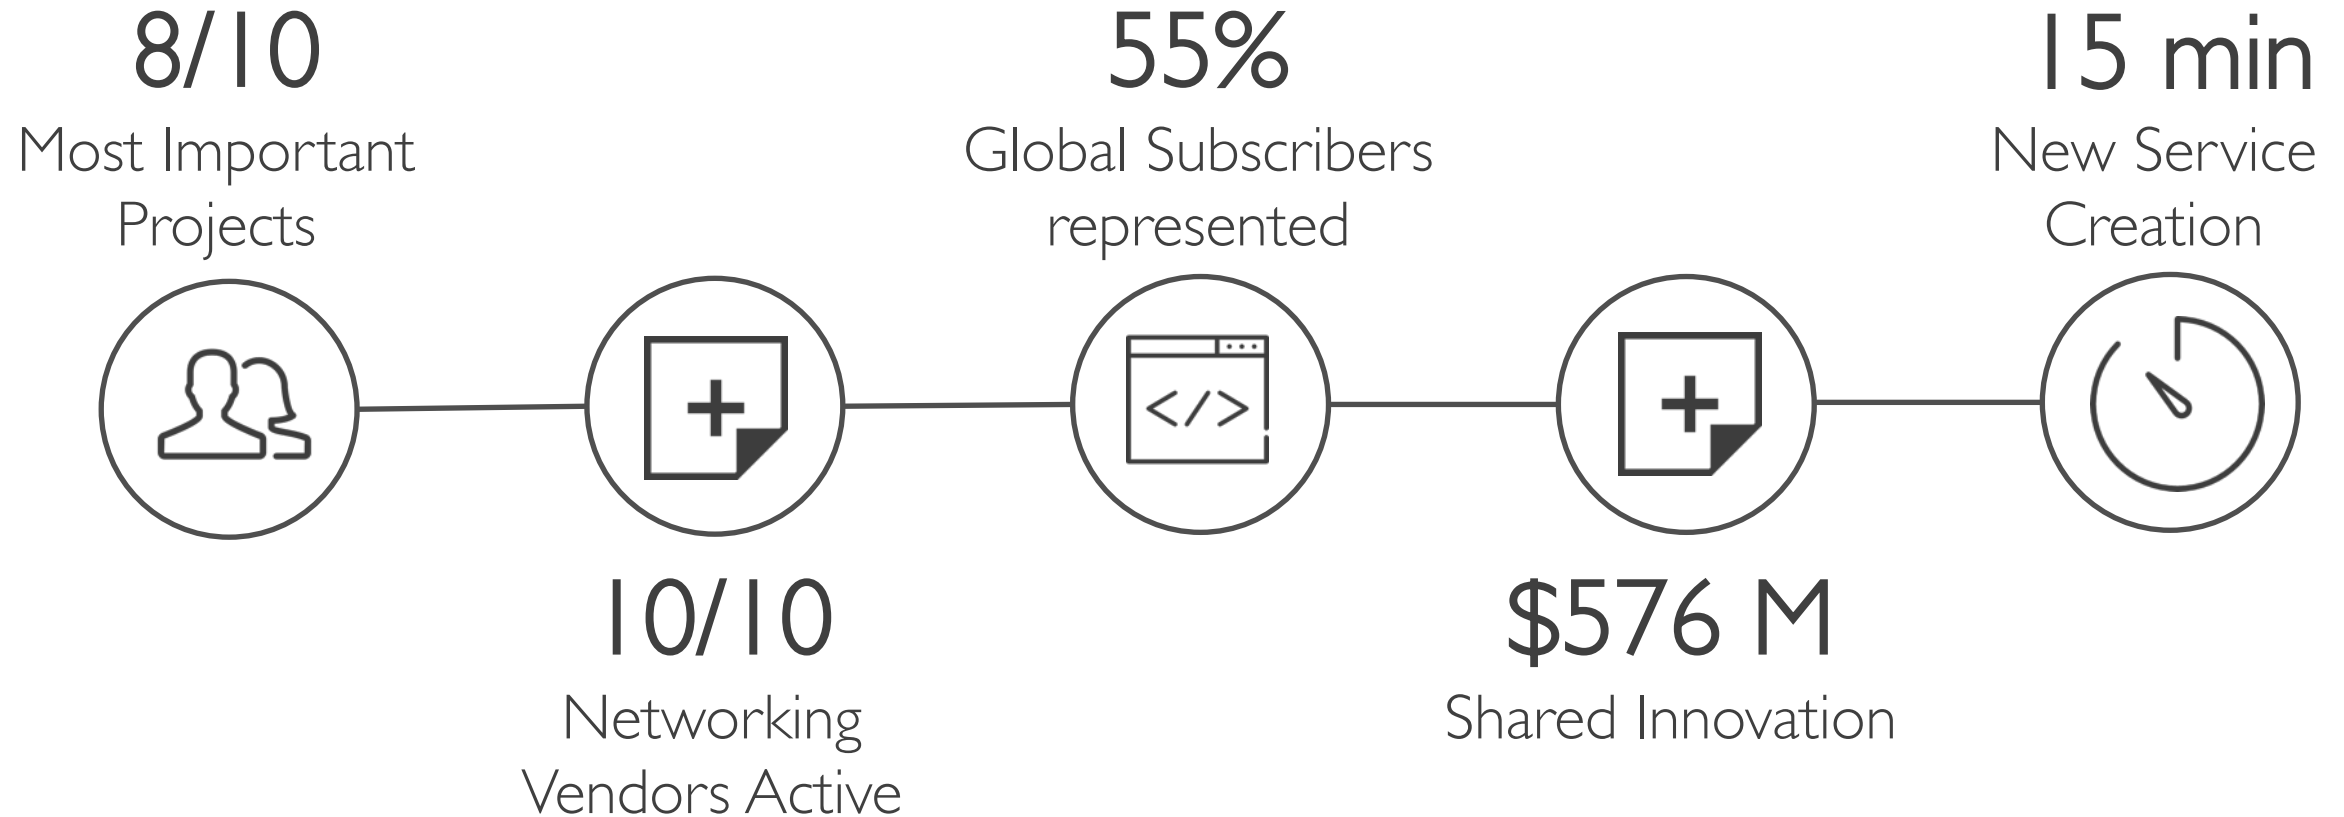 8/10
Most Important
Projects
10/10
Networking
Vendors Active
55%
Global Subscribers
represented
</>
$576 M
Shared Innovation
15 min
New Service
Creation